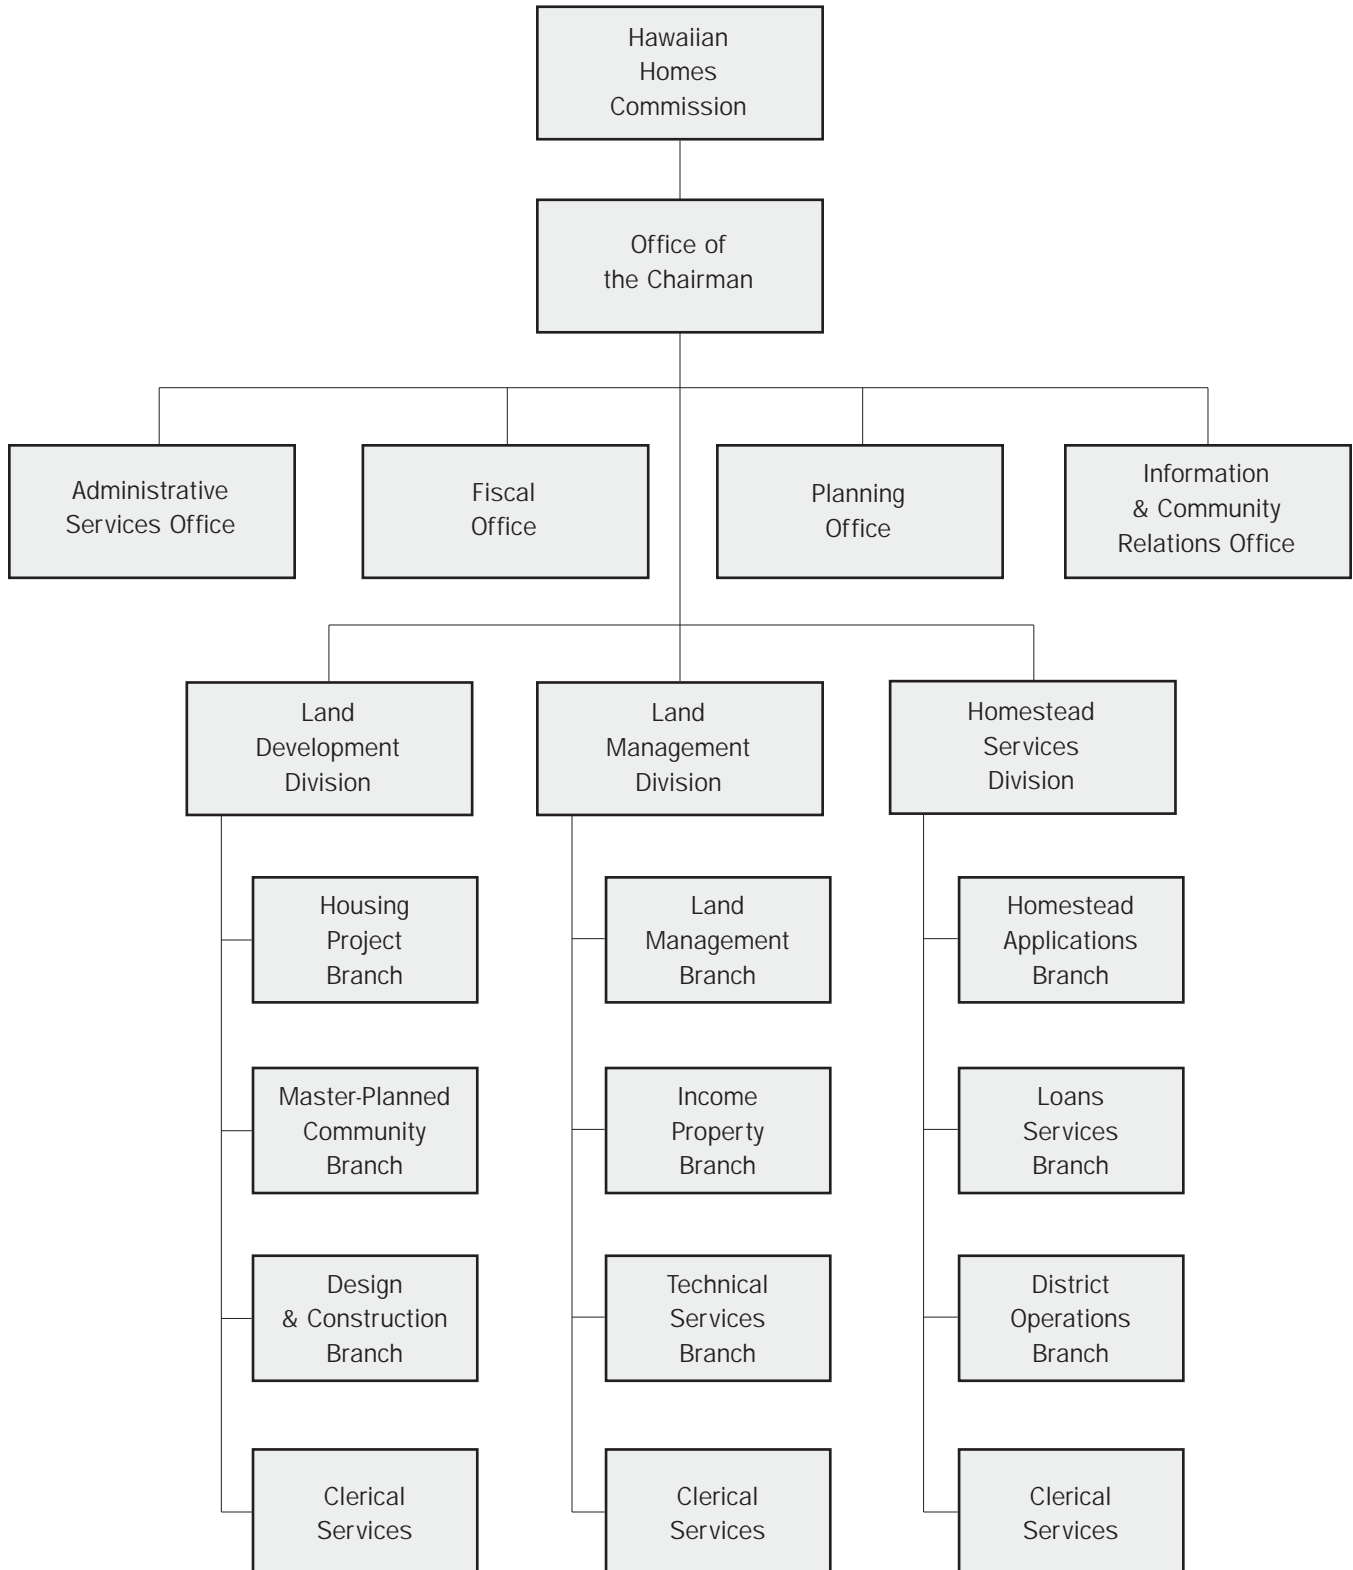 Hawaiian
Homes
Commission
Office of
the Chairman
Administrative
Services Office
Fiscal
Office
Planning
Office
Information
& Community
Relations Office
Land
Development
Division
Land
Management
Division
Homestead
Services
Division
Housing
Project
Branch
Land
Management
Branch
Homestead
Applications
Branch
Master-Planned
Community
Branch
Income
Property
Branch
Loans
Services
Branch
Design
& Construction
Branch
Technical
Services
Branch
District
Operations
Branch
Clerical
Services
Clerical
Services
Clerical
Services